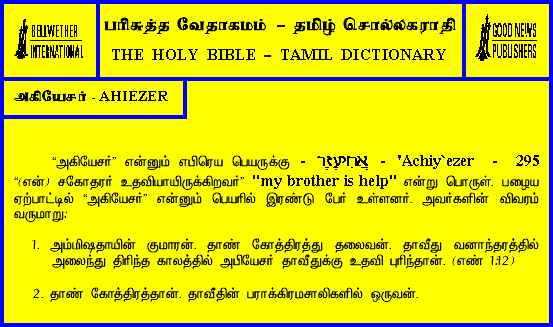 BELLWETHER
INTERNATIONAL
பரிசுத்த வேதாகமம் – தமிழ் சொல்லகராதி
THE HOLY BIBLE – TAMIL DICTIONARY
GOOD NEWS
PUBLISHERS
அகியேசர் - AHIEZER
“அகியேசர்” என்னும் எபிரெய பெயருக்கு - אֲחִיעֶזֶר - 'Achiy`ezer - 295
“(என்) சகோதரர் உதவியாயிருக்கிறவர்” "my brother is help" என்று பொருள். பழைய
ஏற்பாட்டில் “அகியேசர்” என்னும் பெயரில் இரண்டு பேர் உள்ளனர். அவர்களின் விவரம்
வருமாறு:
1. அம்மிஷதாயின் குமாரன். தாண் கோத்திரத்து தலைவன். தாவீது வனாந்தரத்தில்
அலைந்து திரிந்த காலத்தில் அபியேசர் தாவீதுக்கு உதவி புரிந்தான். (எண் 1:12)
2. தாண் கோத்திரத்தான். தாவீதின் பராக்கிரமசாலிகளில் ஒருவன்.